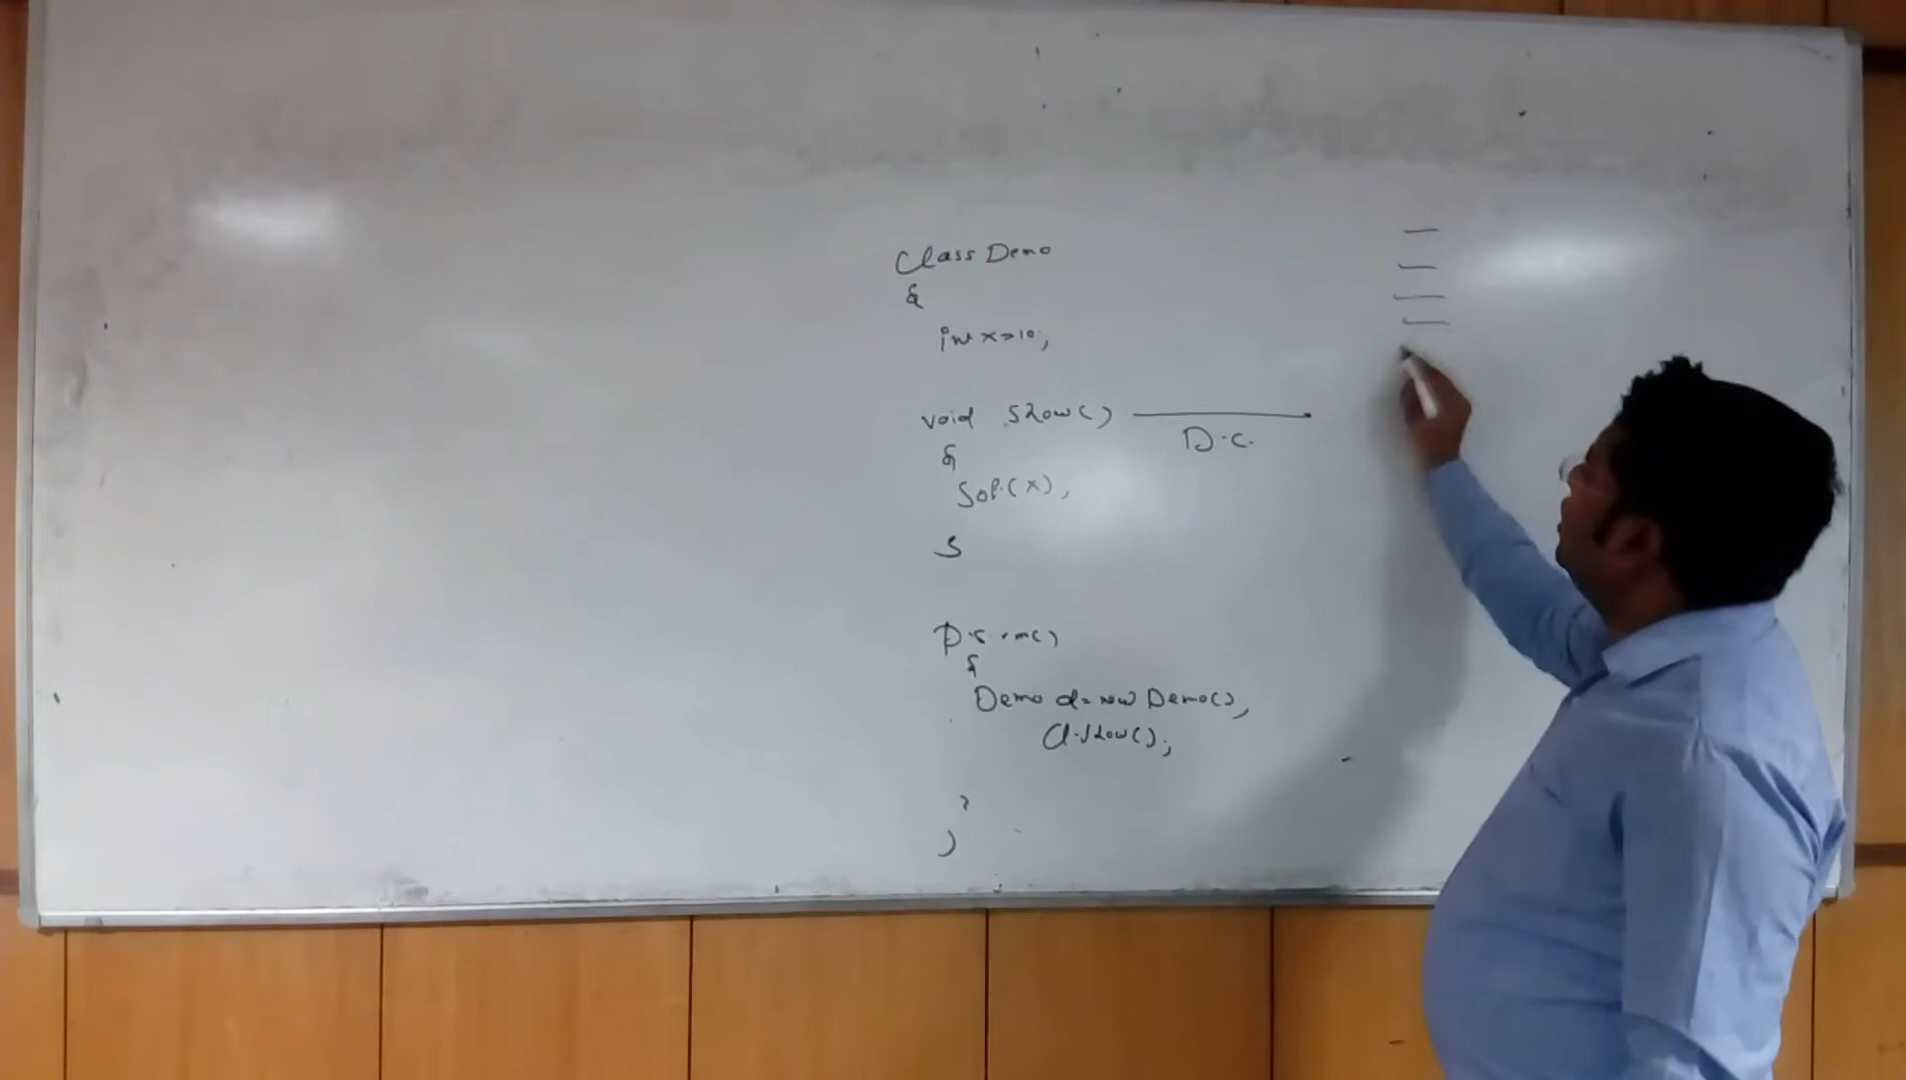 Class Demo
{
int x=10;
void show() 
D.C.
{
SOP(x);
}
P.S.v.m()
{
Demo d=new Demo();
d.show();
}
}